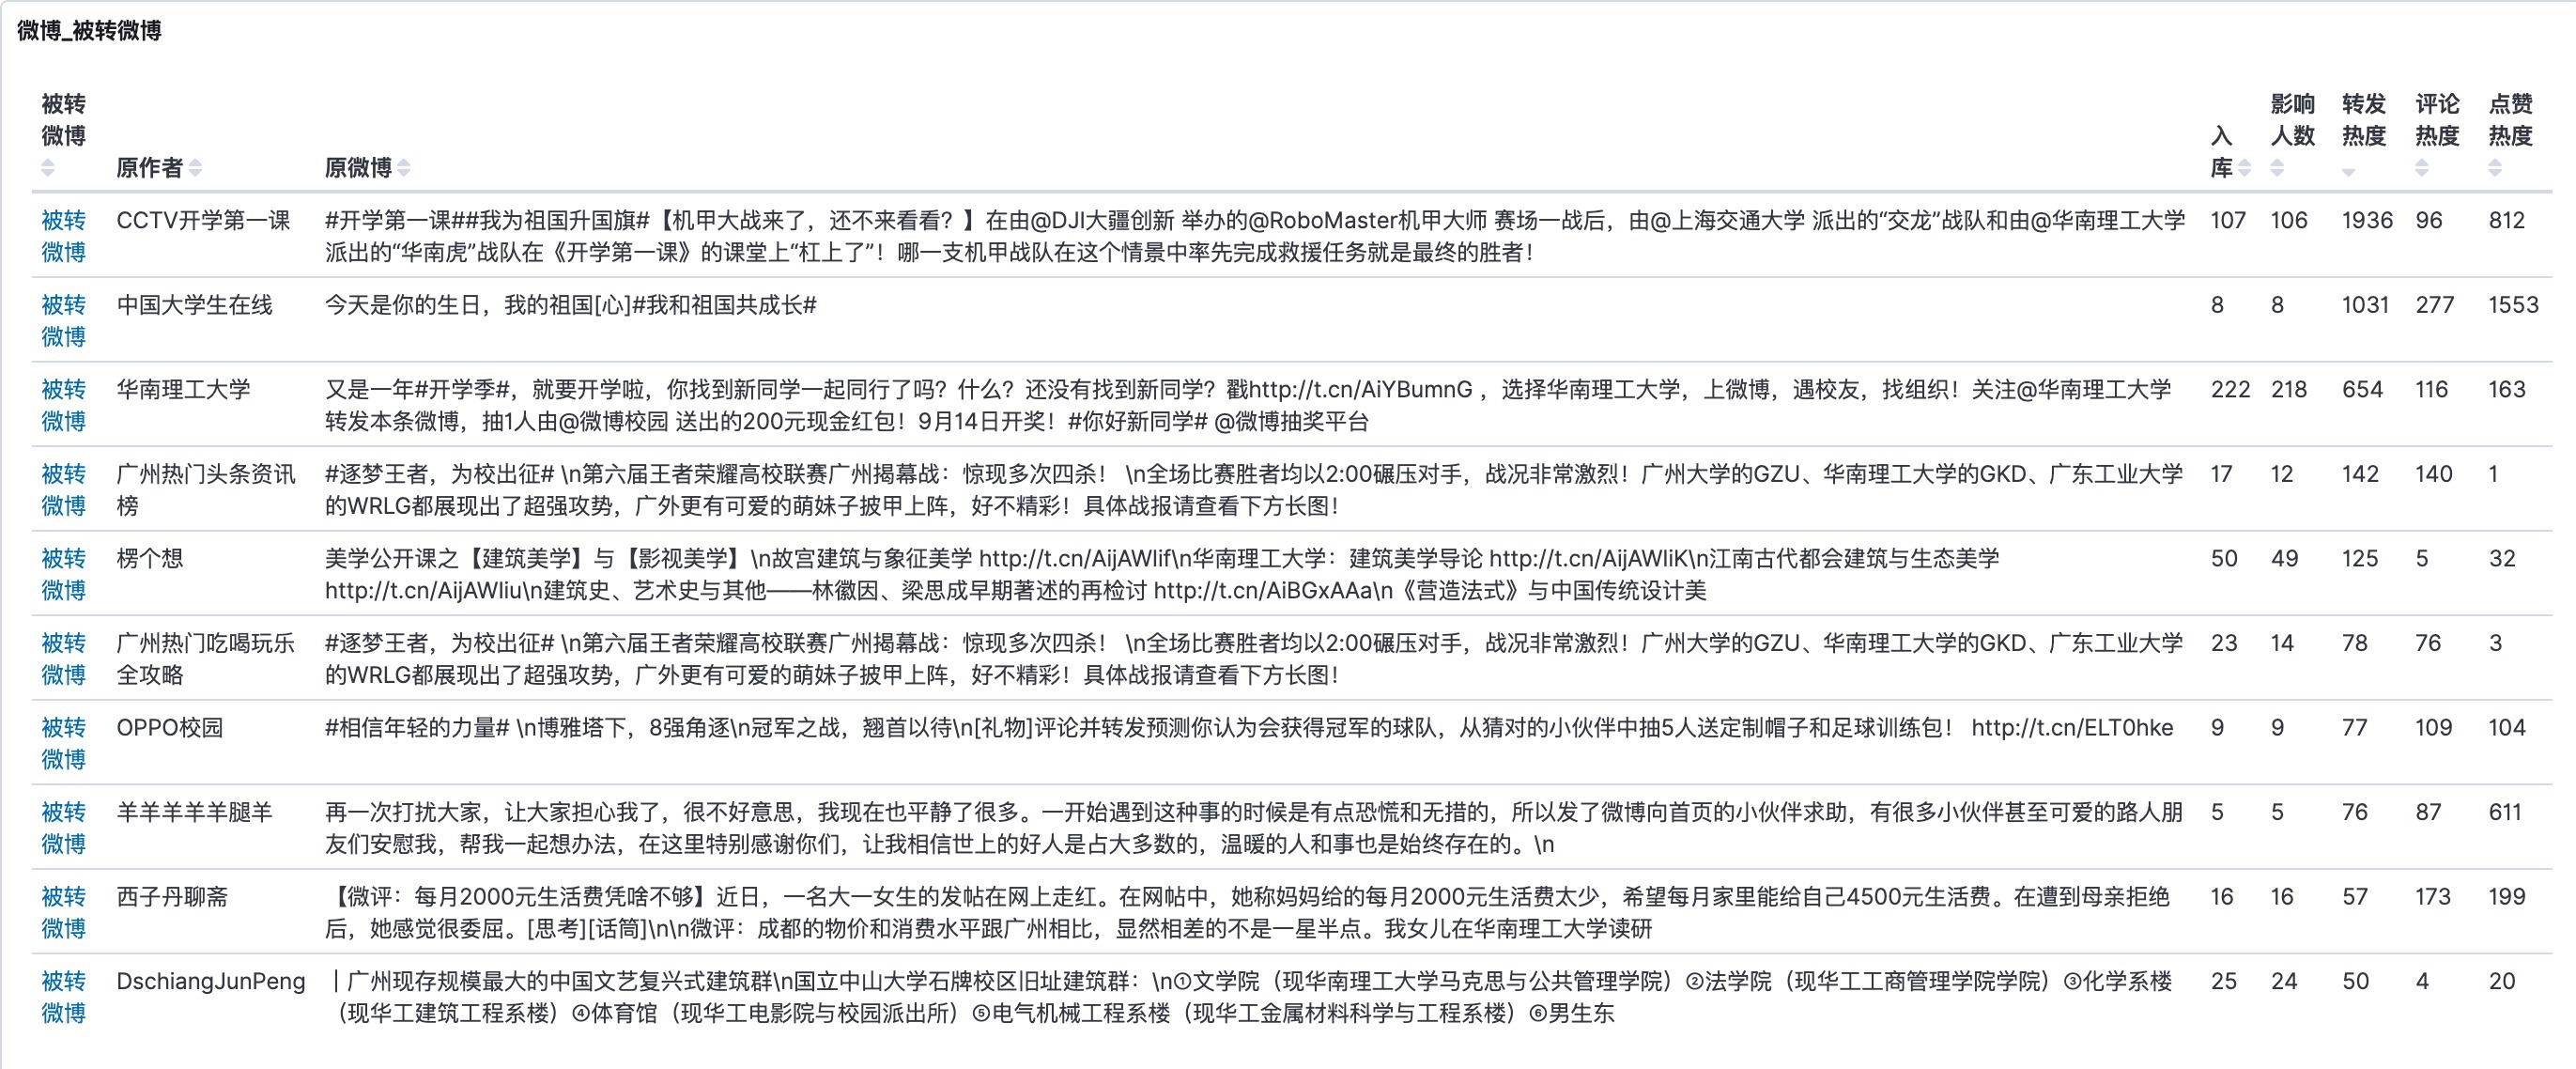 微博_被转微博
被转微博 原作者 原微博 入库 影响人数 转发热度 评论热度 点赞热度
被转微博 CCTV开学第一课 #开学第一课##我为祖国升国旗#【机甲大战来了，还不来看看？】在由@DJI大疆创新 举办的@RoboMaster机甲大师 赛场一战后，由@上海交通大学 派出的“交龙”战队和由@华南理工大学 107 106 1936 96 812
派出的“华南虎”战队在《开学第一课》的课堂上“杠上了”！哪一支机甲战队在这个情景中率先完成救援任务就是最终的胜者！
被转微博 中国大学生在线 今天是你的生日，我的祖国[心]#我和祖国共成长# 8 8 1031 277 1553
被转微博 华南理工大学 又是一年#开学季#，就要开学啦，你找到新同学一起同行了吗？什么？还没有找到新同学？戳http://t.cn/AiYBumnG ，选择华南理工大学，上微博，遇校友，找组织！关注@华南理工大学 222 218 654 116 163
转发本条微博，抽1人由@微博校园 送出的200元现金红包！9月14日开奖！#你好新同学# @微博抽奖平台
被转微博 广州热门头条资讯榜 #逐梦王者，为校出征# \n第六届王者荣耀高校联赛广州揭幕战：惊现多次四杀！ \n全场比赛胜者均以2:00碾压对手，战况非常激烈！广州大学的GZU、华南理工大学的GKD、广东工业大学 17 12 142 140 1
的WRLG都展现出了超强攻势，广外更有可爱的萌妹子披甲上阵，好不精彩！具体战报请查看下方长图！
被转微博 楞个想 美学公开课之【建筑美学】与【影视美学】\n故宫建筑与象征美学 http://t.cn/AijAWlif\n华南理工大学：建筑美学导论 http://t.cn/AijAWliK\n江南古代都会建筑与生态美学 50 49 125 5 32
http://t.cn/AijAWliu\n建筑史、艺术史与其他——林徽因、梁思成早期著述的再检讨 http://t.cn/AiBGxAAa\n《营造法式》与中国传统设计美
被转微博 广州热门吃喝玩乐全攻略 #逐梦王者，为校出征# \n第六届王者荣耀高校联赛广州揭幕战：惊现多次四杀！ \n全场比赛胜者均以2:00碾压对手，战况非常激烈！广州大学的GZU、华南理工大学的GKD、广东工业大学 23 14 78 76 3
的WRLG都展现出了超强攻势，广外更有可爱的萌妹子披甲上阵，好不精彩！具体战报请查看下方长图！
被转微博 OPPO校园 #相信年轻的力量# \n博雅塔下，8强角逐\n冠军之战，翘首以待\n[礼物]评论并转发预测你认为会获得冠军的球队，从猜对的小伙伴中抽5人送定制帽子和足球训练包！ http://t.cn/ELT0hke 9 9 77 109 104
被转微博 羊羊羊羊羊腿羊 再一次打扰大家，让大家担心我了，很不好意思，我现在也平静了很多。一开始遇到这种事的时候是有点恐慌和无措的，所以发了微博向首页的小伙伴求助，有很多小伙伴甚至可爱的路人朋 5 5 76 87 611
友们安慰我，帮我一起想办法，在这里特别感谢你们，让我相信世上的好人是占大多数的，温暖的人和事也是始终存在的。\n
被转微博 西子丹聊斋 【微评：每月2000元生活费凭啥不够】近日，一名大一女生的发帖在网上走红。在网帖中，她称妈妈给的每月2000元生活费太少，希望每月家里能给自己4500元生活费。在遭到母亲拒绝 16 16 57 173 199
后，她感觉很委屈。[思考][话筒]\n\n微评：成都的物价和消费水平跟广州相比，显然相差的不是一星半点。我女儿在华南理工大学读研
被转微博 DschiangJunPeng ｜广州现存规模最大的中国文艺复兴式建筑群\n国立中山大学石牌校区旧址建筑群：\n①文学院（现华南理工大学马克思与公共管理学院）②法学院（现华工工商管理学院学院）③化学系楼 25 24 50 4 20
（现华工建筑工程系楼）④体育馆（现华工电影院与校园派出所）⑤电气机械工程系楼（现华工金属材料科学与工程系楼）⑥男生东